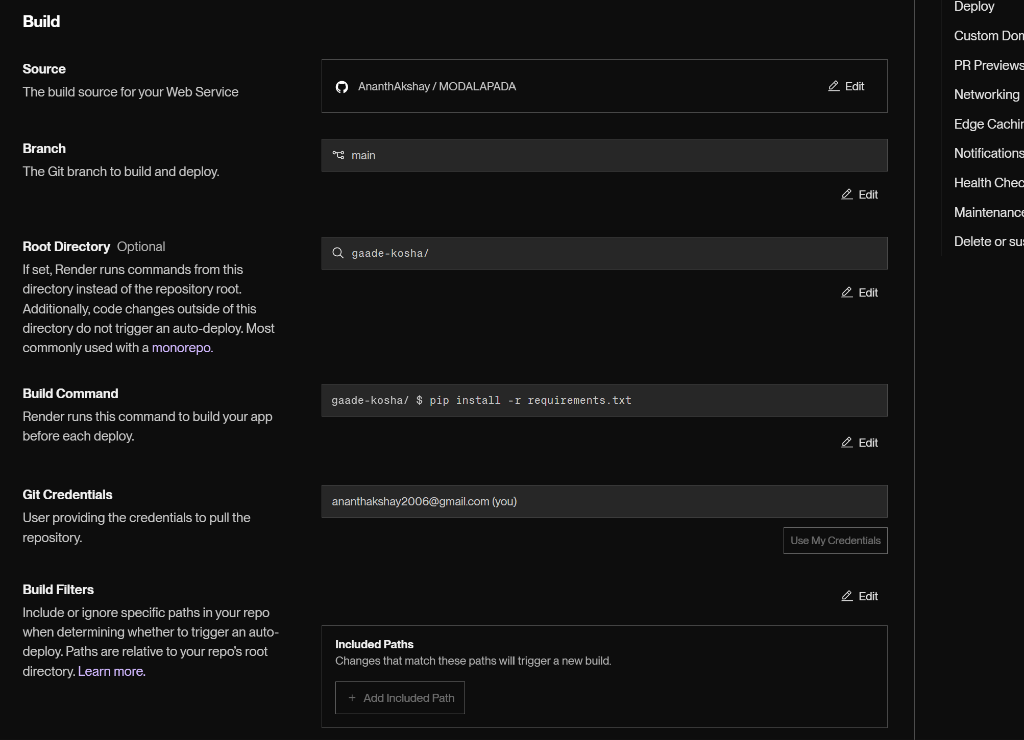 Build
Source
The build source for your Web Service
AnanthAkshay / MODALAPADA
Edit
Branch
The Git branch to build and deploy.
main
Edit
Root Directory Optional
If set, Render runs commands from this
directory instead of the repository root.
Additionally, code changes outside of this
directory do not trigger an auto-deploy. Most
commonly used with a monorepo.
gaade-kosha/
Edit
Build Command
Render runs this command to build your app
before each deploy.
gaade-kosha/ $ pip install -r requirements.txt
Edit
Git Credentials
User providing the credentials to pull the
repository.
ananthakshay2006@gmail.com (you)
Use My Credentials
Build Filters
Include or ignore specific paths in your repo
when determining whether to trigger an auto-
deploy. Paths are relative to your repo's root
directory. Learn more.
Edit
Included Paths
Changes that match these paths will trigger a new build.
+ Add Included Path
Deploy
Custom Dom
PR Previews
Networking
Edge Cachin
Notifications
Health Chec
Maintenance
Delete or sus